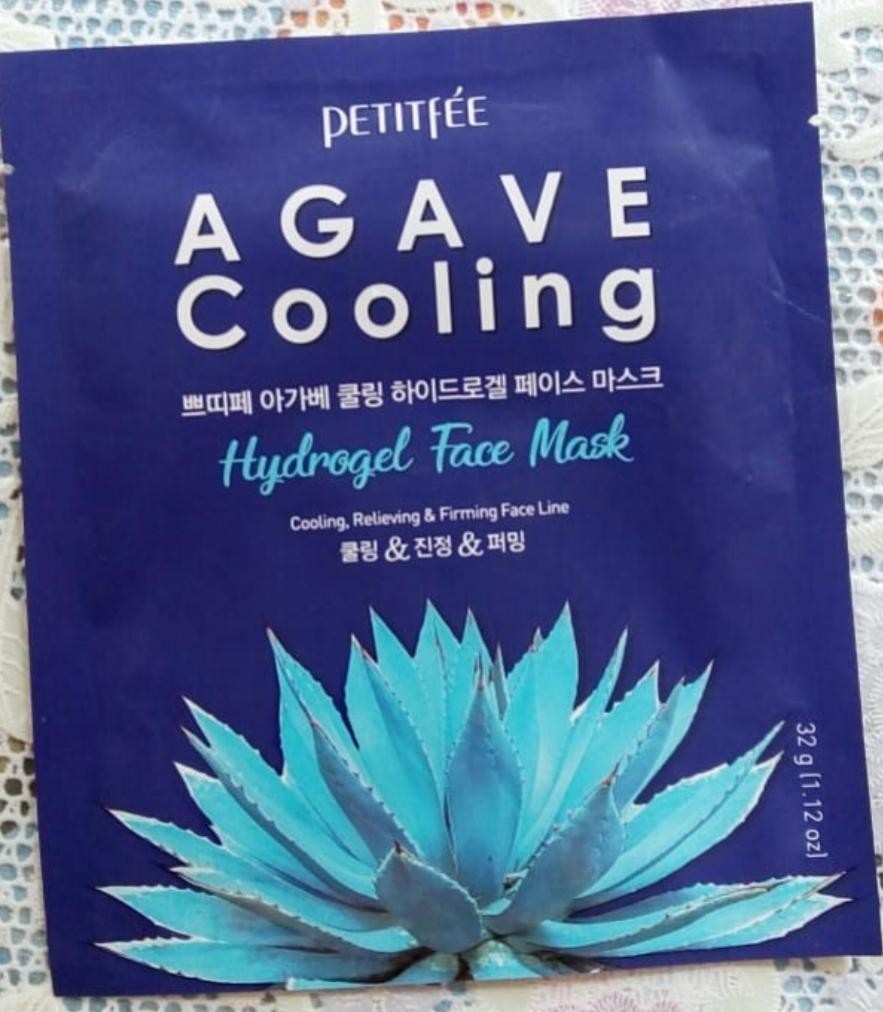 PETITFÉE
AGAVE
Cooling
쁘띠페 아가베 쿨링 하이드로겔 페이스 마스크
Hydrogel Face Mask
Cooling, Relieving & Firming Face Line
쿨링 & 진정 & 퍼밍
32 g (1.12 oz)